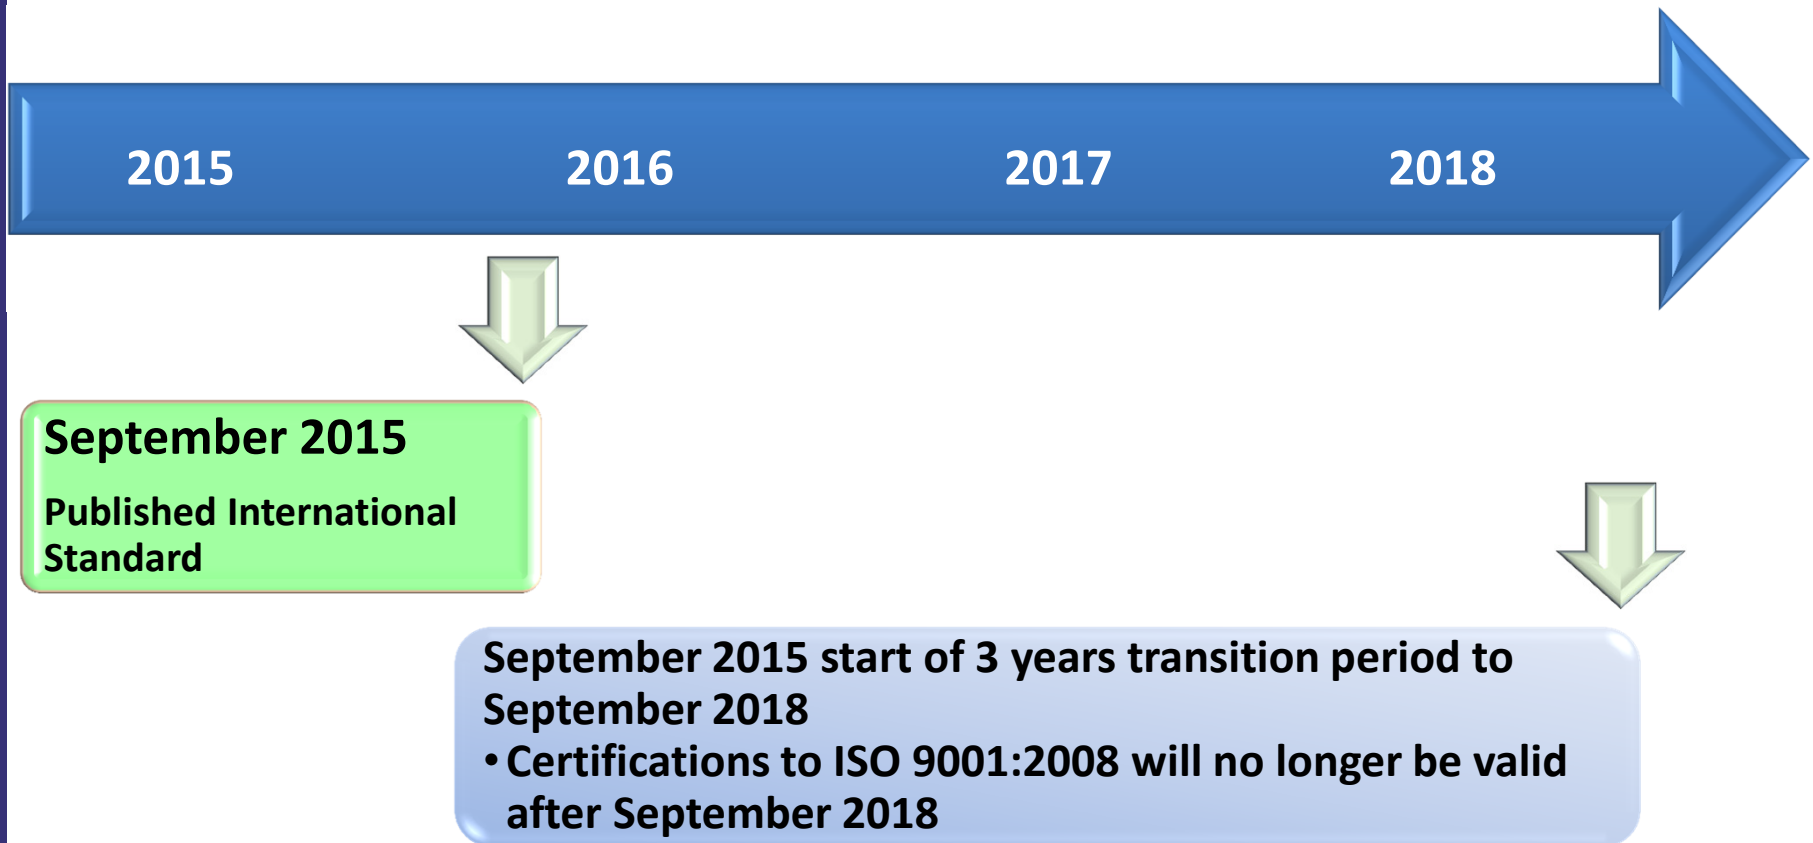 2015 2016 2017 2018
September 2015
Published International
Standard
September 2015 start of 3 years transition period to
September 2018
• Certifications to ISO 9001:2008 will no longer be valid
after September 2018